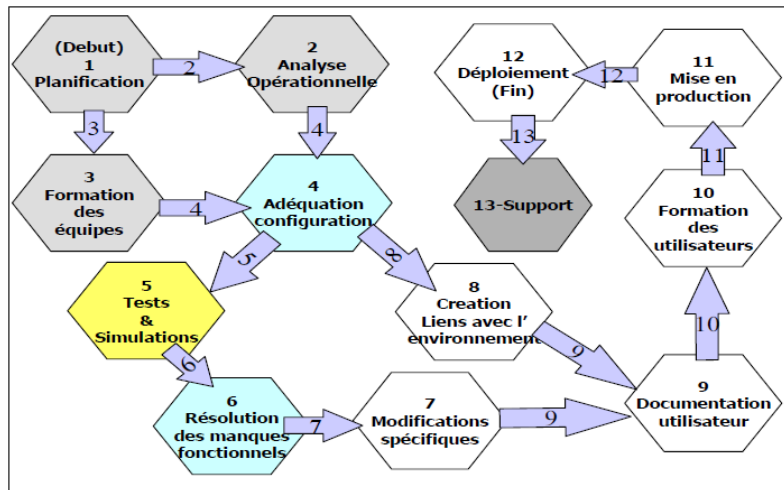 (Debut)
1
Planification
2
2
Analyse
Opérationnelle
3
4
3
Formation
des
équipes
4
4
Adéquation
configuration
5
8
5
Tests
&
Simulations
6
6
Résolution
des manques
fonctionnels
7
7
Modifications
spécifiques
9
8
Creation
Liens avec l’
environnement
9
9
Documentation
utilisateur
10
10
Formation
des
utilisateurs
11
11
Mise en
production
12
12
Déploiement
(Fin)
13
13-Support